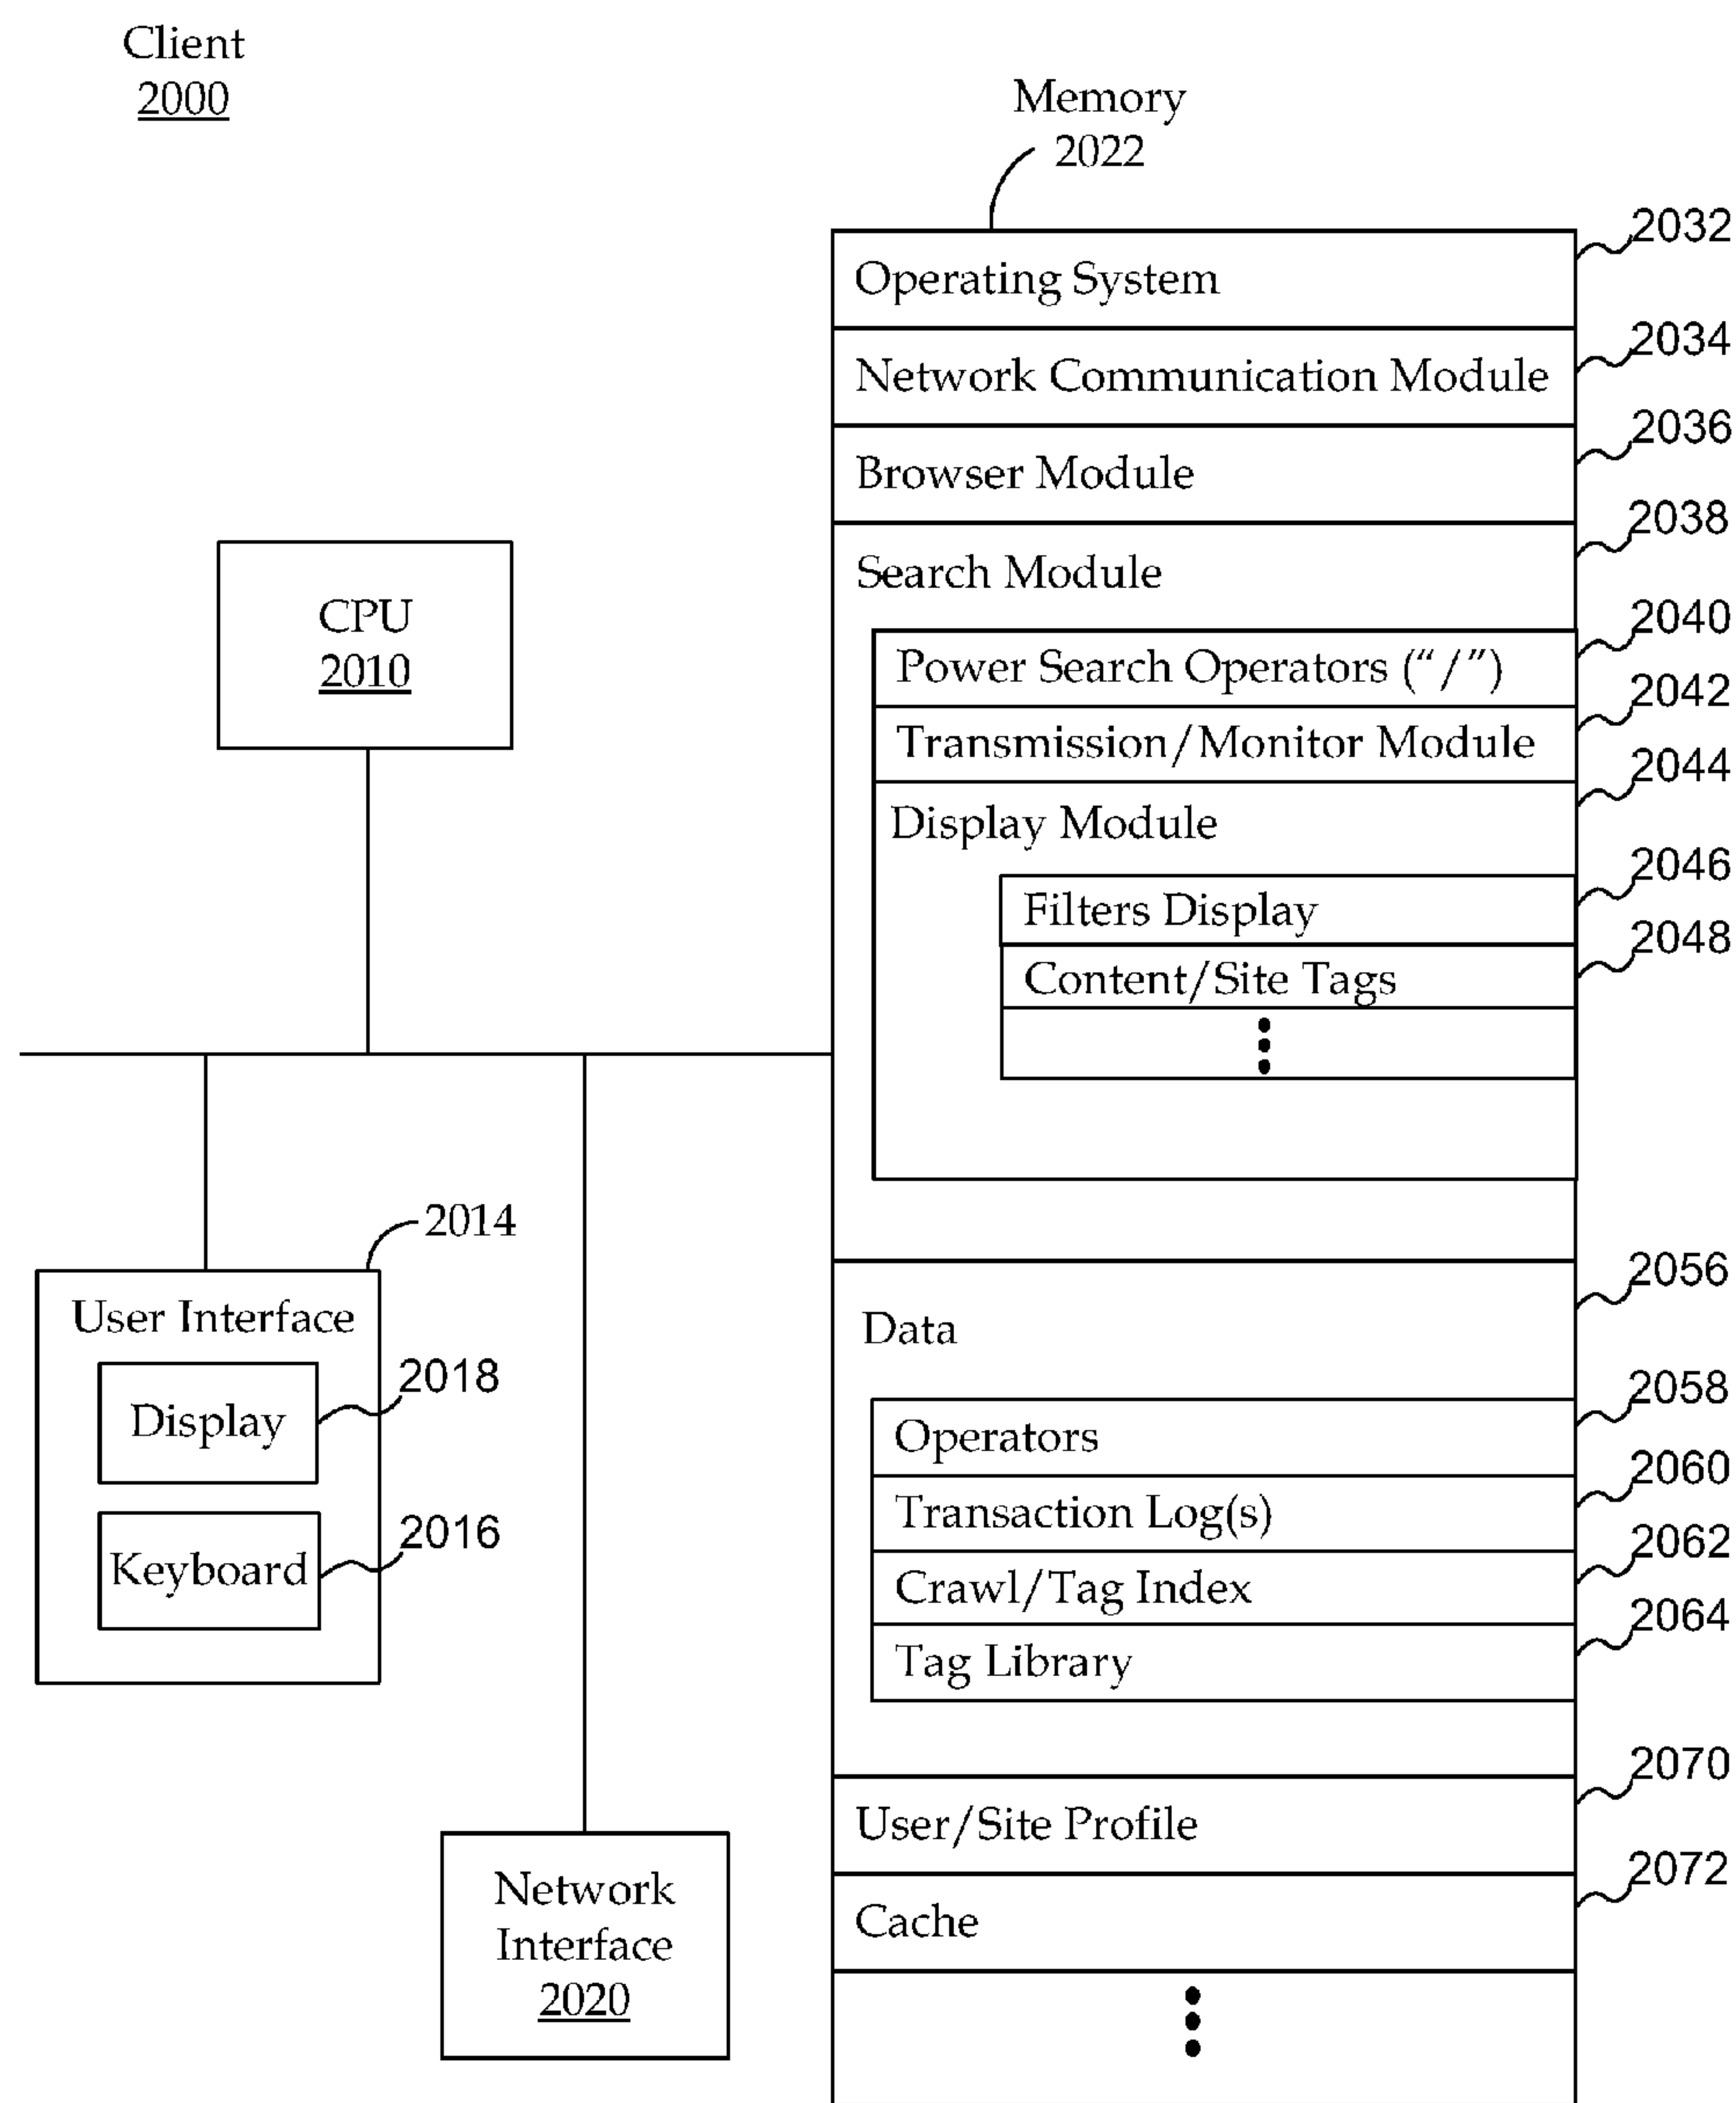 Client
2000
Memory
2022
Operating System
2032
Network Communication Module
2034
Browser Module
2036
Search Module
2038
Power Search Operators (“/”)
2040
Transmission/Monitor Module
2042
Display Module
2044
Filters Display
2046
Content/Site Tags
2048
CPU
2010
2014
User Interface
Display
2018
Keyboard
2016
Network
Interface
2020
Data
2056
Operators
2058
Transaction Log(s)
2060
Crawl/Tag Index
2062
Tag Library
2064
User/Site Profile
2070
Cache
2072